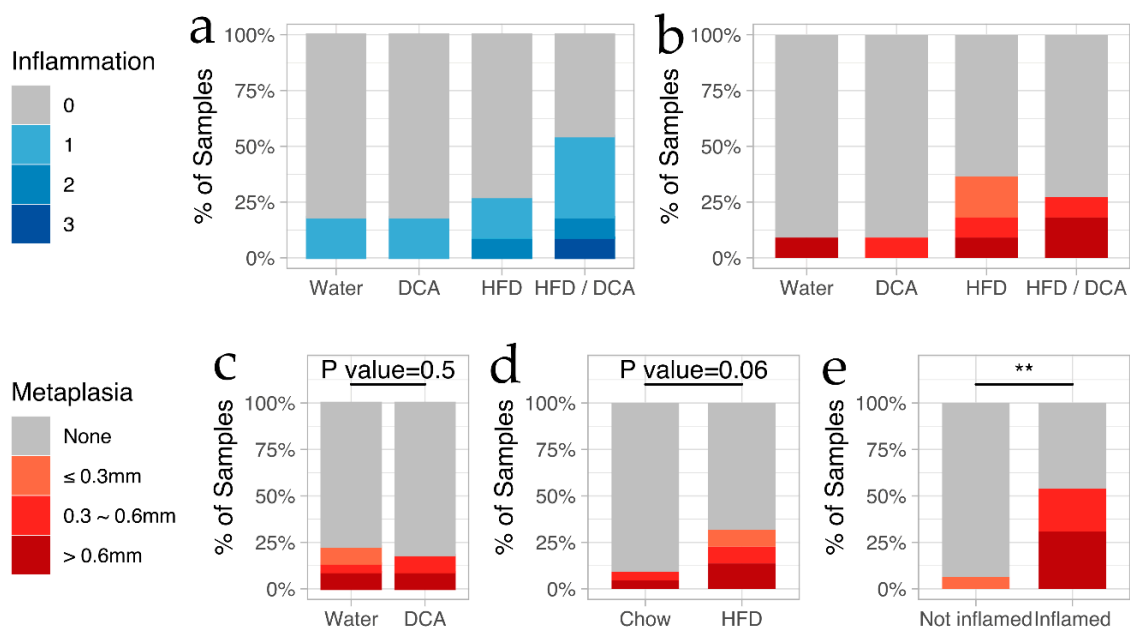 a
b
Inflammation
0
1
2
3
% of Samples
100%
75%
50%
25%
0%
Water DCA HFD HFD / DCA
% of Samples
100%
75%
50%
25%
0%
Water DCA HFD HFD / DCA
c
d
e
P value=0.5
P value=0.06
**
Metaplasia
None
≤ 0.3mm
0.3 ~ 0.6mm
> 0.6mm
% of Samples
100%
75%
50%
25%
0%
Water DCA
% of Samples
100%
75%
50%
25%
0%
Chow HFD
% of Samples
100%
75%
50%
25%
0%
Not inflamed Inflamed